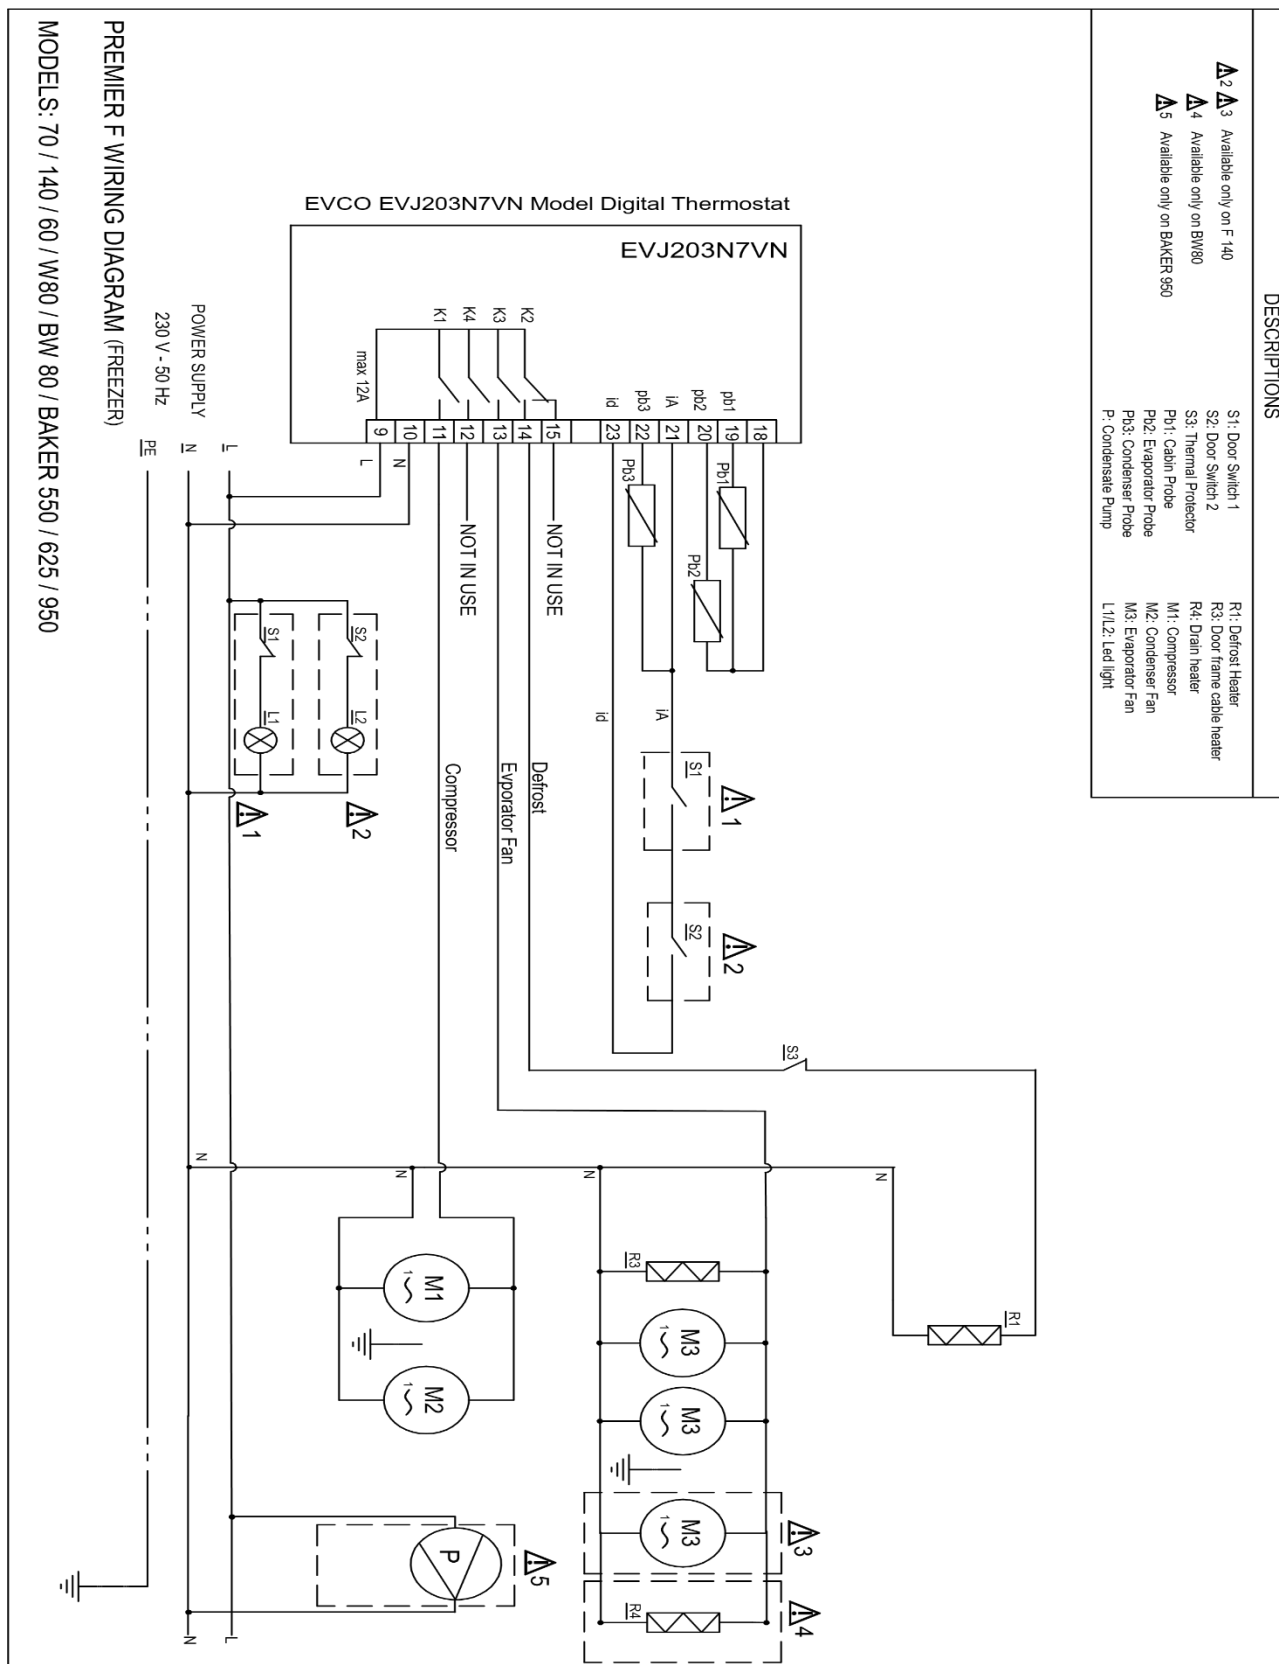 DESCRIPTIONS
S1: Door Switch 1
S2: Door Switch 2
S3: Thermal Protector
Pb1: Cabin Probe
Pb2: Evaporator Probe
Pb3: Condenser Probe
P: Condensate Pump
R1: Defrost Heater
R3: Door frame cable heater
R4: Drain heater
M1: Compressor
M2: Condenser Fan
M3: Evaporator Fan
L1/L2: Led light
2 3 Available only on F 140
4 Available only on BW80
5 Available only on BAKER 950
EVCO EVJ203N7VN Model Digital Thermostat
EVJ203N7VN
K1 K4 K3 K2
max 12A
id pb3 iA pb2 pb1
9 10 11 12 13 14 15 23 22 21 20 19 18
L N
NOT IN USE
NOT IN USE
Pb3
Pb1
Pb2
id
iA
S1
1
S2
2
S3
Compressor
Evporator Fan
Defrost
POWER SUPPLY
230 V - 50 Hz
L
N
PE
S1
L1
1
S2
L2
2
N
N
N
N
R1
R3
M1
1
M2
1
M3
1
M3
1
M3
1
3
R4
4
P
5
L
N
PREMIER F WIRING DIAGRAM (FREEZER)
MODELS: 70 / 140 / 60 / W80 / BW 80 / BAKER 550 / 625 / 950